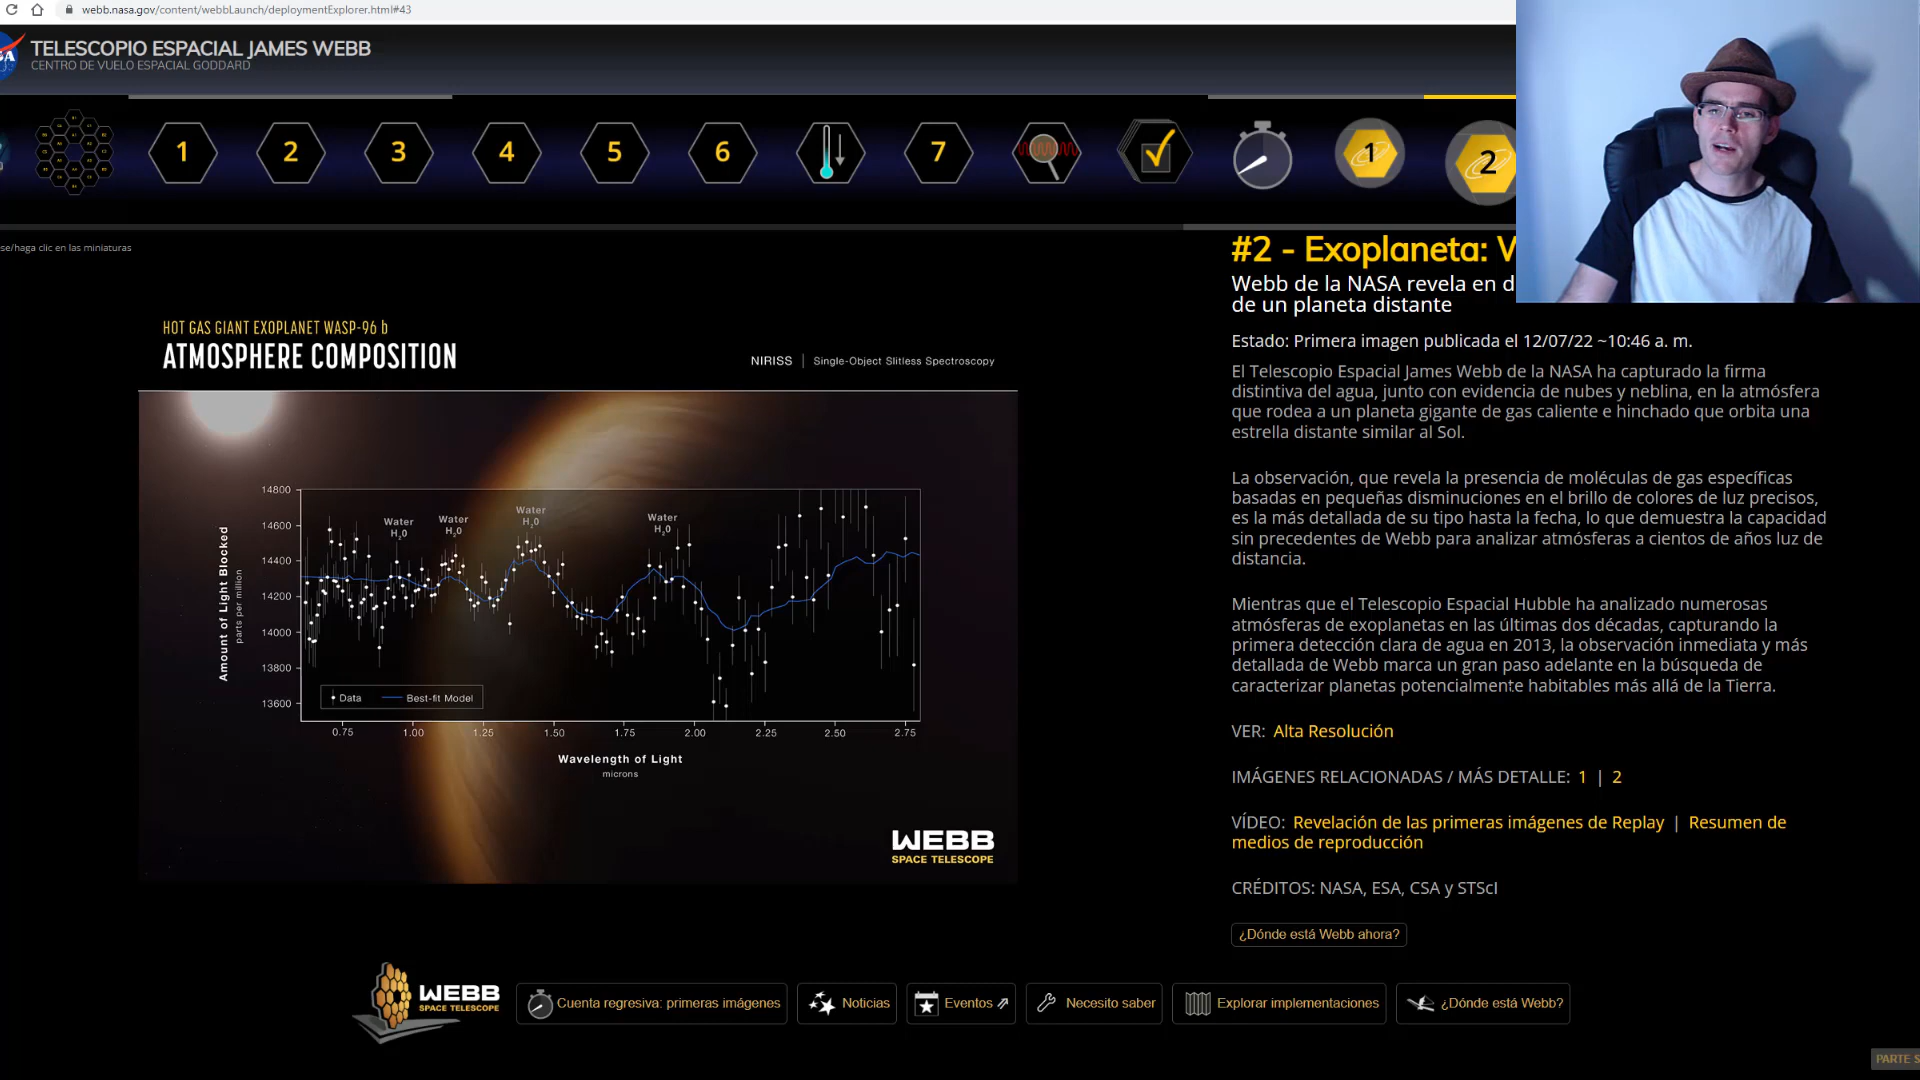 webb.nasa.gov/content/webbLaunch/deploymentExplorer.html#43
TELESCOPIO ESPACIAL JAMES WEBB
CENTRO DE VUELO ESPACIAL GODDARD
1
2
3
4
5
6
7
1
2
se/haga clic en las miniaturas
#2 - Exoplaneta:
Webb de la NASA revela en
de un planeta distante
Estado: Primera imagen publicada el 12/07/22 ~10:46 a. m.
El Telescopio Espacial James Webb de la NASA ha capturado la firma
distintiva del agua, junto con evidencia de nubes y neblina, en la atmósfera
que rodea a un planeta gigante de gas caliente e hinchado que orbita una
estrella distante similar al Sol.
La observación, que revela la presencia de moléculas de gas específicas
basadas en pequeñas disminuciones en el brillo de colores de luz precisos,
es la más detallada de su tipo hasta la fecha, lo que demuestra la capacidad
sin precedentes de Webb para analizar atmósferas a cientos de años luz de
distancia.
Mientras que el Telescopio Espacial Hubble ha analizado numerosas
atmósferas de exoplanetas en las últimas dos décadas, capturando la
primera detección clara de agua en 2013, la observación inmediata y más
detallada de Webb marca un gran paso adelante en la búsqueda de
caracterizar planetas potencialmente habitables más allá de la Tierra.
VER: Alta Resolución
IMÁGENES RELACIONADAS / MÁS DETALLE: 1 | 2
VÍDEO: Revelación de las primeras imágenes de Replay | Resumen de
medios de reproducción
CRÉDITOS: NASA, ESA, CSA y STScI
¿Dónde está Webb ahora?
HOT GAS GIANT EXOPLANET WASP-96 b
ATMOSPHERE COMPOSITION
NIRISS | Single-Object Slitless Spectroscopy
Amount of Light Blocked
parts per million
14800
14600
14400
14200
14000
13800
13600
Water
H2O
Water
H2O
Water
H2O
Water
H2O
Data
Best-fit Model
0.75 1.00 1.25 1.50 1.75 2.00 2.25 2.50 2.75
Wavelength of Light
microns
WEBB
SPACE TELESCOPE
WEBB
SPACE TELESCOPE
Cuenta regresiva: primeras imágenes
Noticias
Eventos
Necesito saber
Explorar implementaciones
¿Dónde está Webb?
PARTE